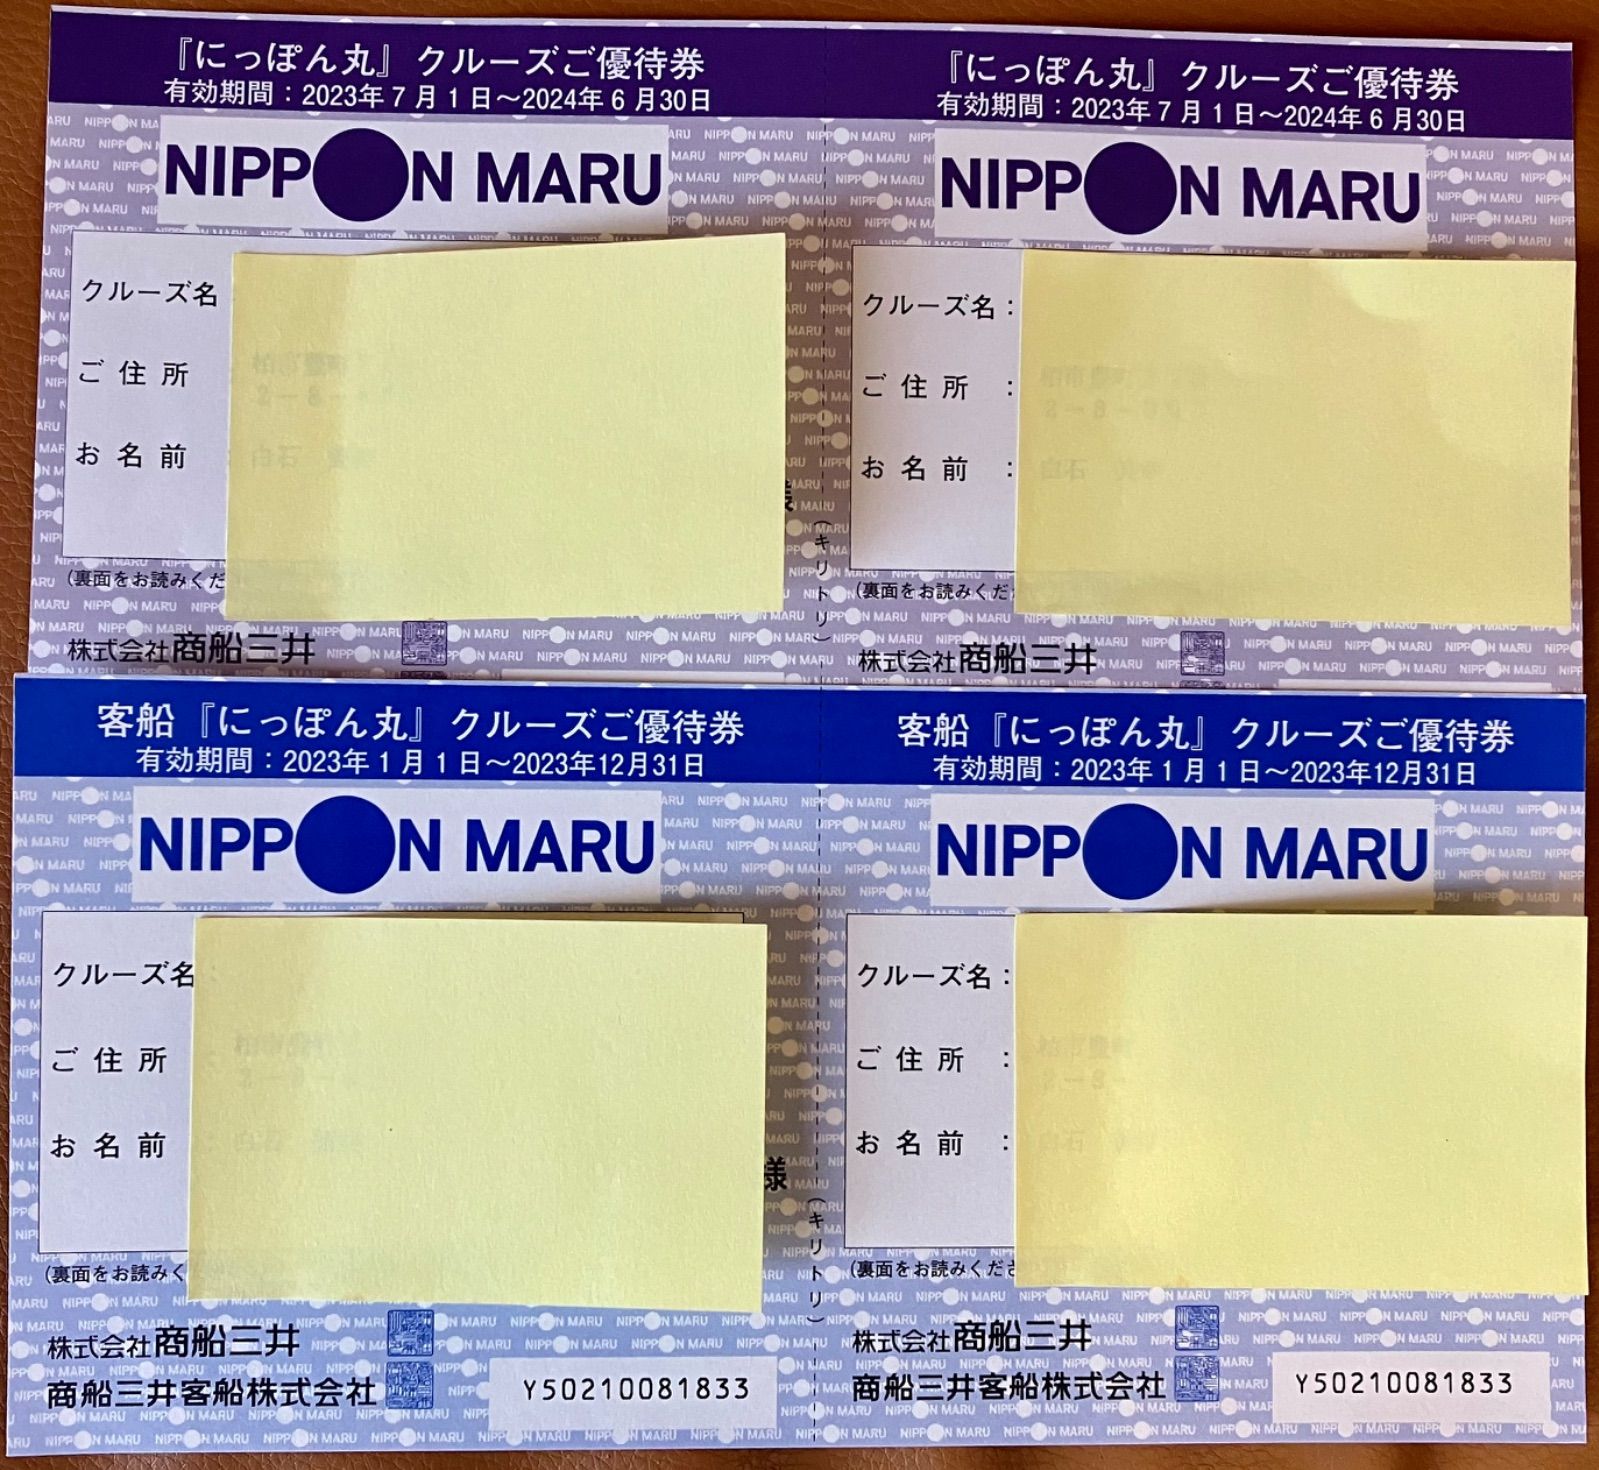 『にっぽん丸』クルーズご優待券
有効期間：2023年7月1日～2024年6月30日
NIPPON MARU
クルーズ名
ご住所
お名前
様
（裏面をお読みくだ
株式会社商船三井
（キリトリ）
『にっぽん丸』クルーズご優待券
有効期間：2023年7月1日～2024年6月30日
NIPPON MARU
クルーズ名：
ご住所：
お名前：
（裏面をお読みくだ
株式会社商船三井
客船『にっぽん丸』クルーズご優待券
有効期間：2023年1月1日～2023年12月31日
NIPPON MARU
クルーズ名
ご住所
お名前
様
（裏面をお読みく
株式会社商船三井
商船三井客船株式会社
Y50210081833
（キリトリ）
客船『にっぽん丸』クルーズご優待券
有効期間：2023年1月1日～2023年12月31日
NIPPON MARU
クルーズ名：
ご住所：
お名前：
（裏面をお読みくださ
株式会社商船三井
商船三井客船株式会社
Y50210081833